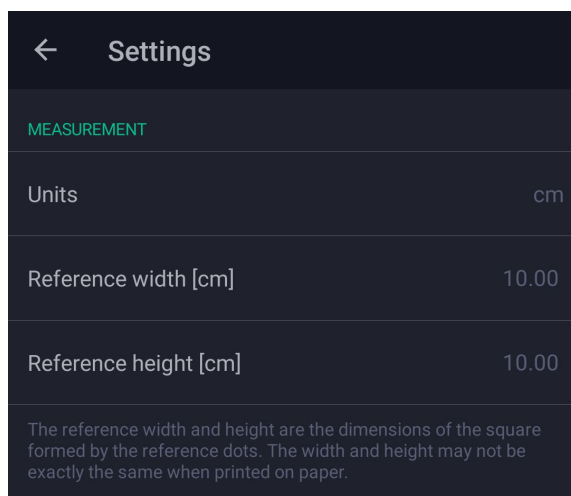 Settings
MEASUREMENT
Units cm
Reference width [cm] 10.00
Reference height [cm] 10.00
The reference width and height are the dimensions of the square
formed by the reference dots. The width and height may not be
exactly the same when printed on paper.